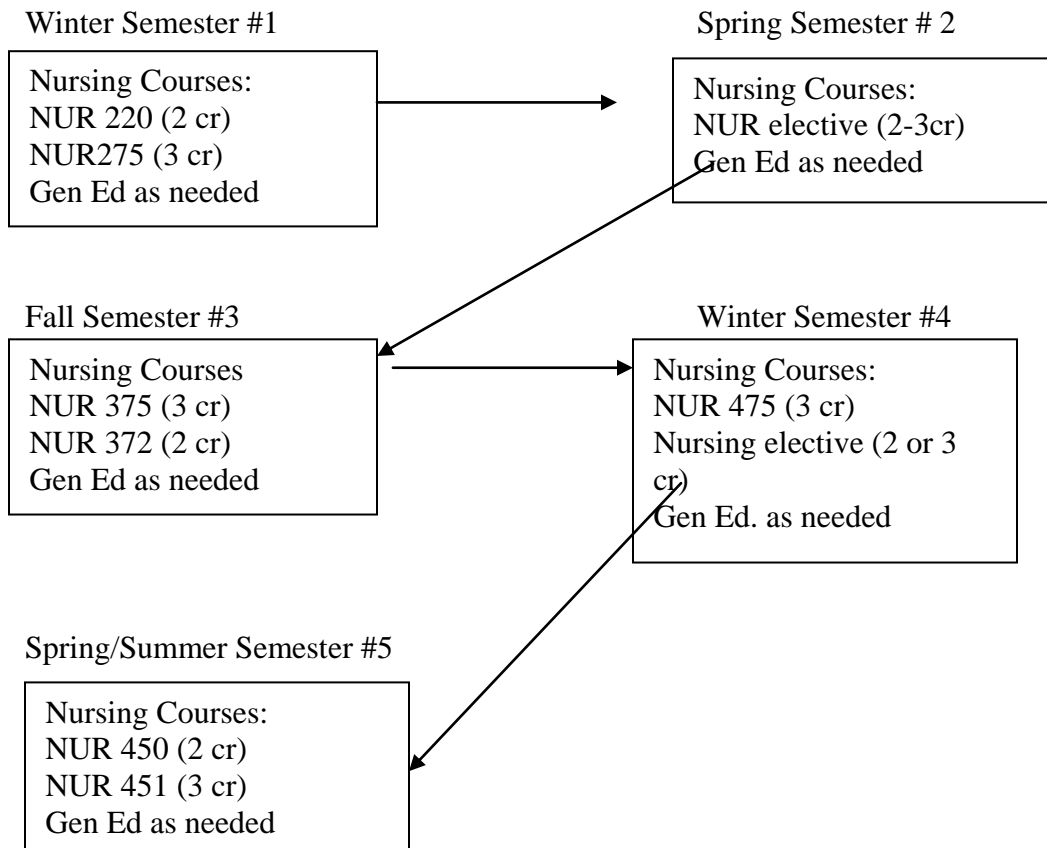 Winter Semester #1
Nursing Courses:
NUR 220 (2 cr)
NUR275 (3 cr)
Gen Ed as needed
Spring Semester # 2
Nursing Courses:
NUR elective (2-3cr)
Gen Ed as needed
Fall Semester #3
Nursing Courses
NUR 375 (3 cr)
NUR 372 (2 cr)
Gen Ed as needed
Winter Semester #4
Nursing Courses:
NUR 475 (3 cr)
Nursing elective (2 or 3
cr)
Gen Ed. as needed
Spring/Summer Semester #5
Nursing Courses:
NUR 450 (2 cr)
NUR 451 (3 cr)
Gen Ed as needed